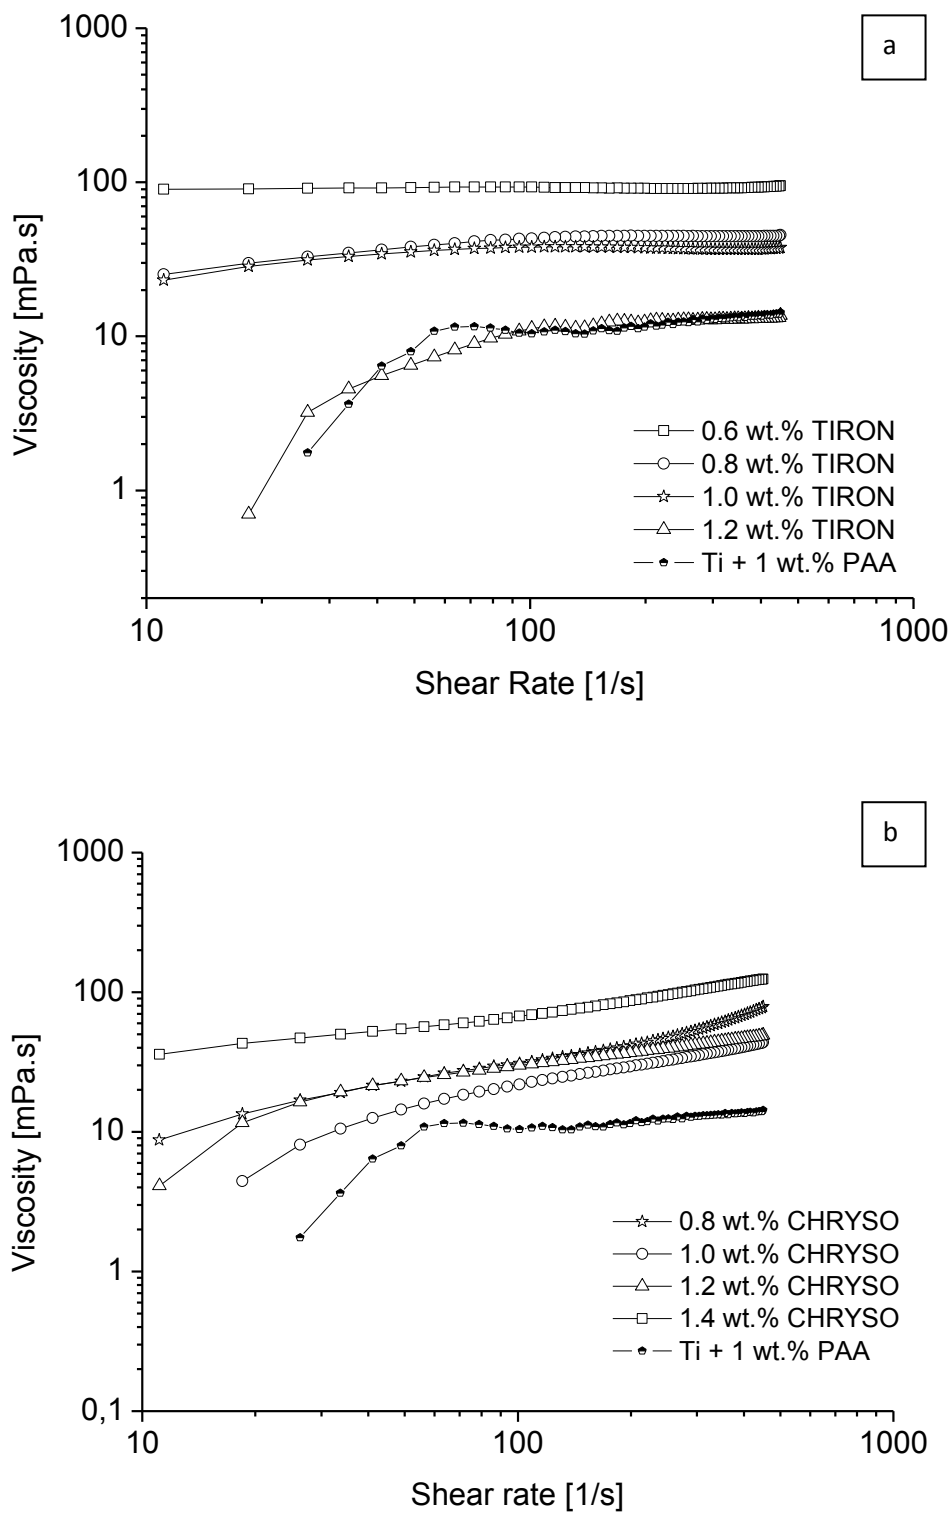 a
1000
100
10
1
Viscosity [mPa.s]
0.6 wt.% TIRON
0.8 wt.% TIRON
1.0 wt.% TIRON
1.2 wt.% TIRON
Ti + 1 wt.% PAA
10 100 1000
Shear Rate [1/s]
b
1000
100
10
1
0,1
Viscosity [mPa.s]
0.8 wt.% CHRYSO
1.0 wt.% CHRYSO
1.2 wt.% CHRYSO
1.4 wt.% CHRYSO
Ti + 1 wt.% PAA
10 100 1000
Shear rate [1/s]